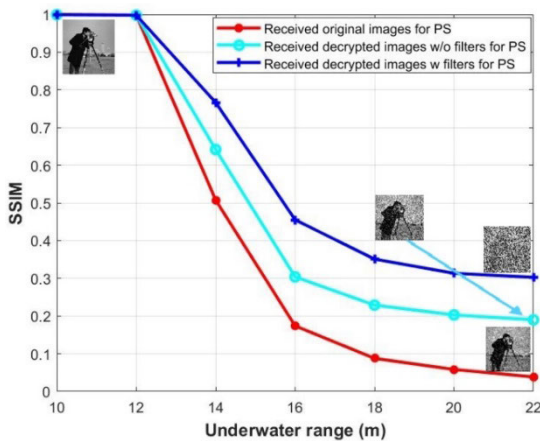 Received original images for PS
Received decrypted images w/o filters for PS
Received decrypted images w filters for PS
1
0.9
0.8
0.7
0.6
0.5
0.4
0.3
0.2
0.1
0
SSIM
10 12 14 16 18 20 22
Underwater range (m)